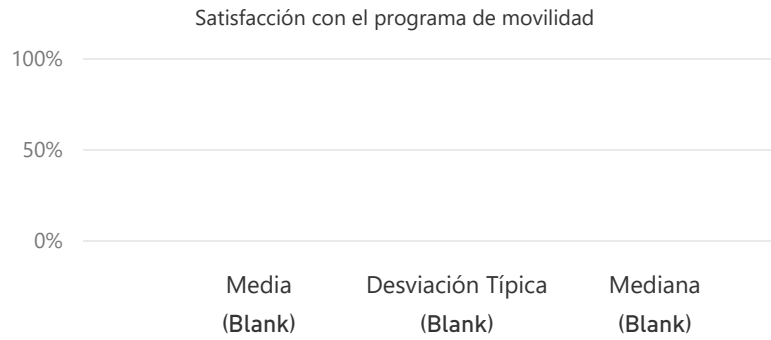 Satisfacción con el programa de movilidad
100%
50%
0%
Media Desviación Típica Mediana
(Blank) (Blank) (Blank)